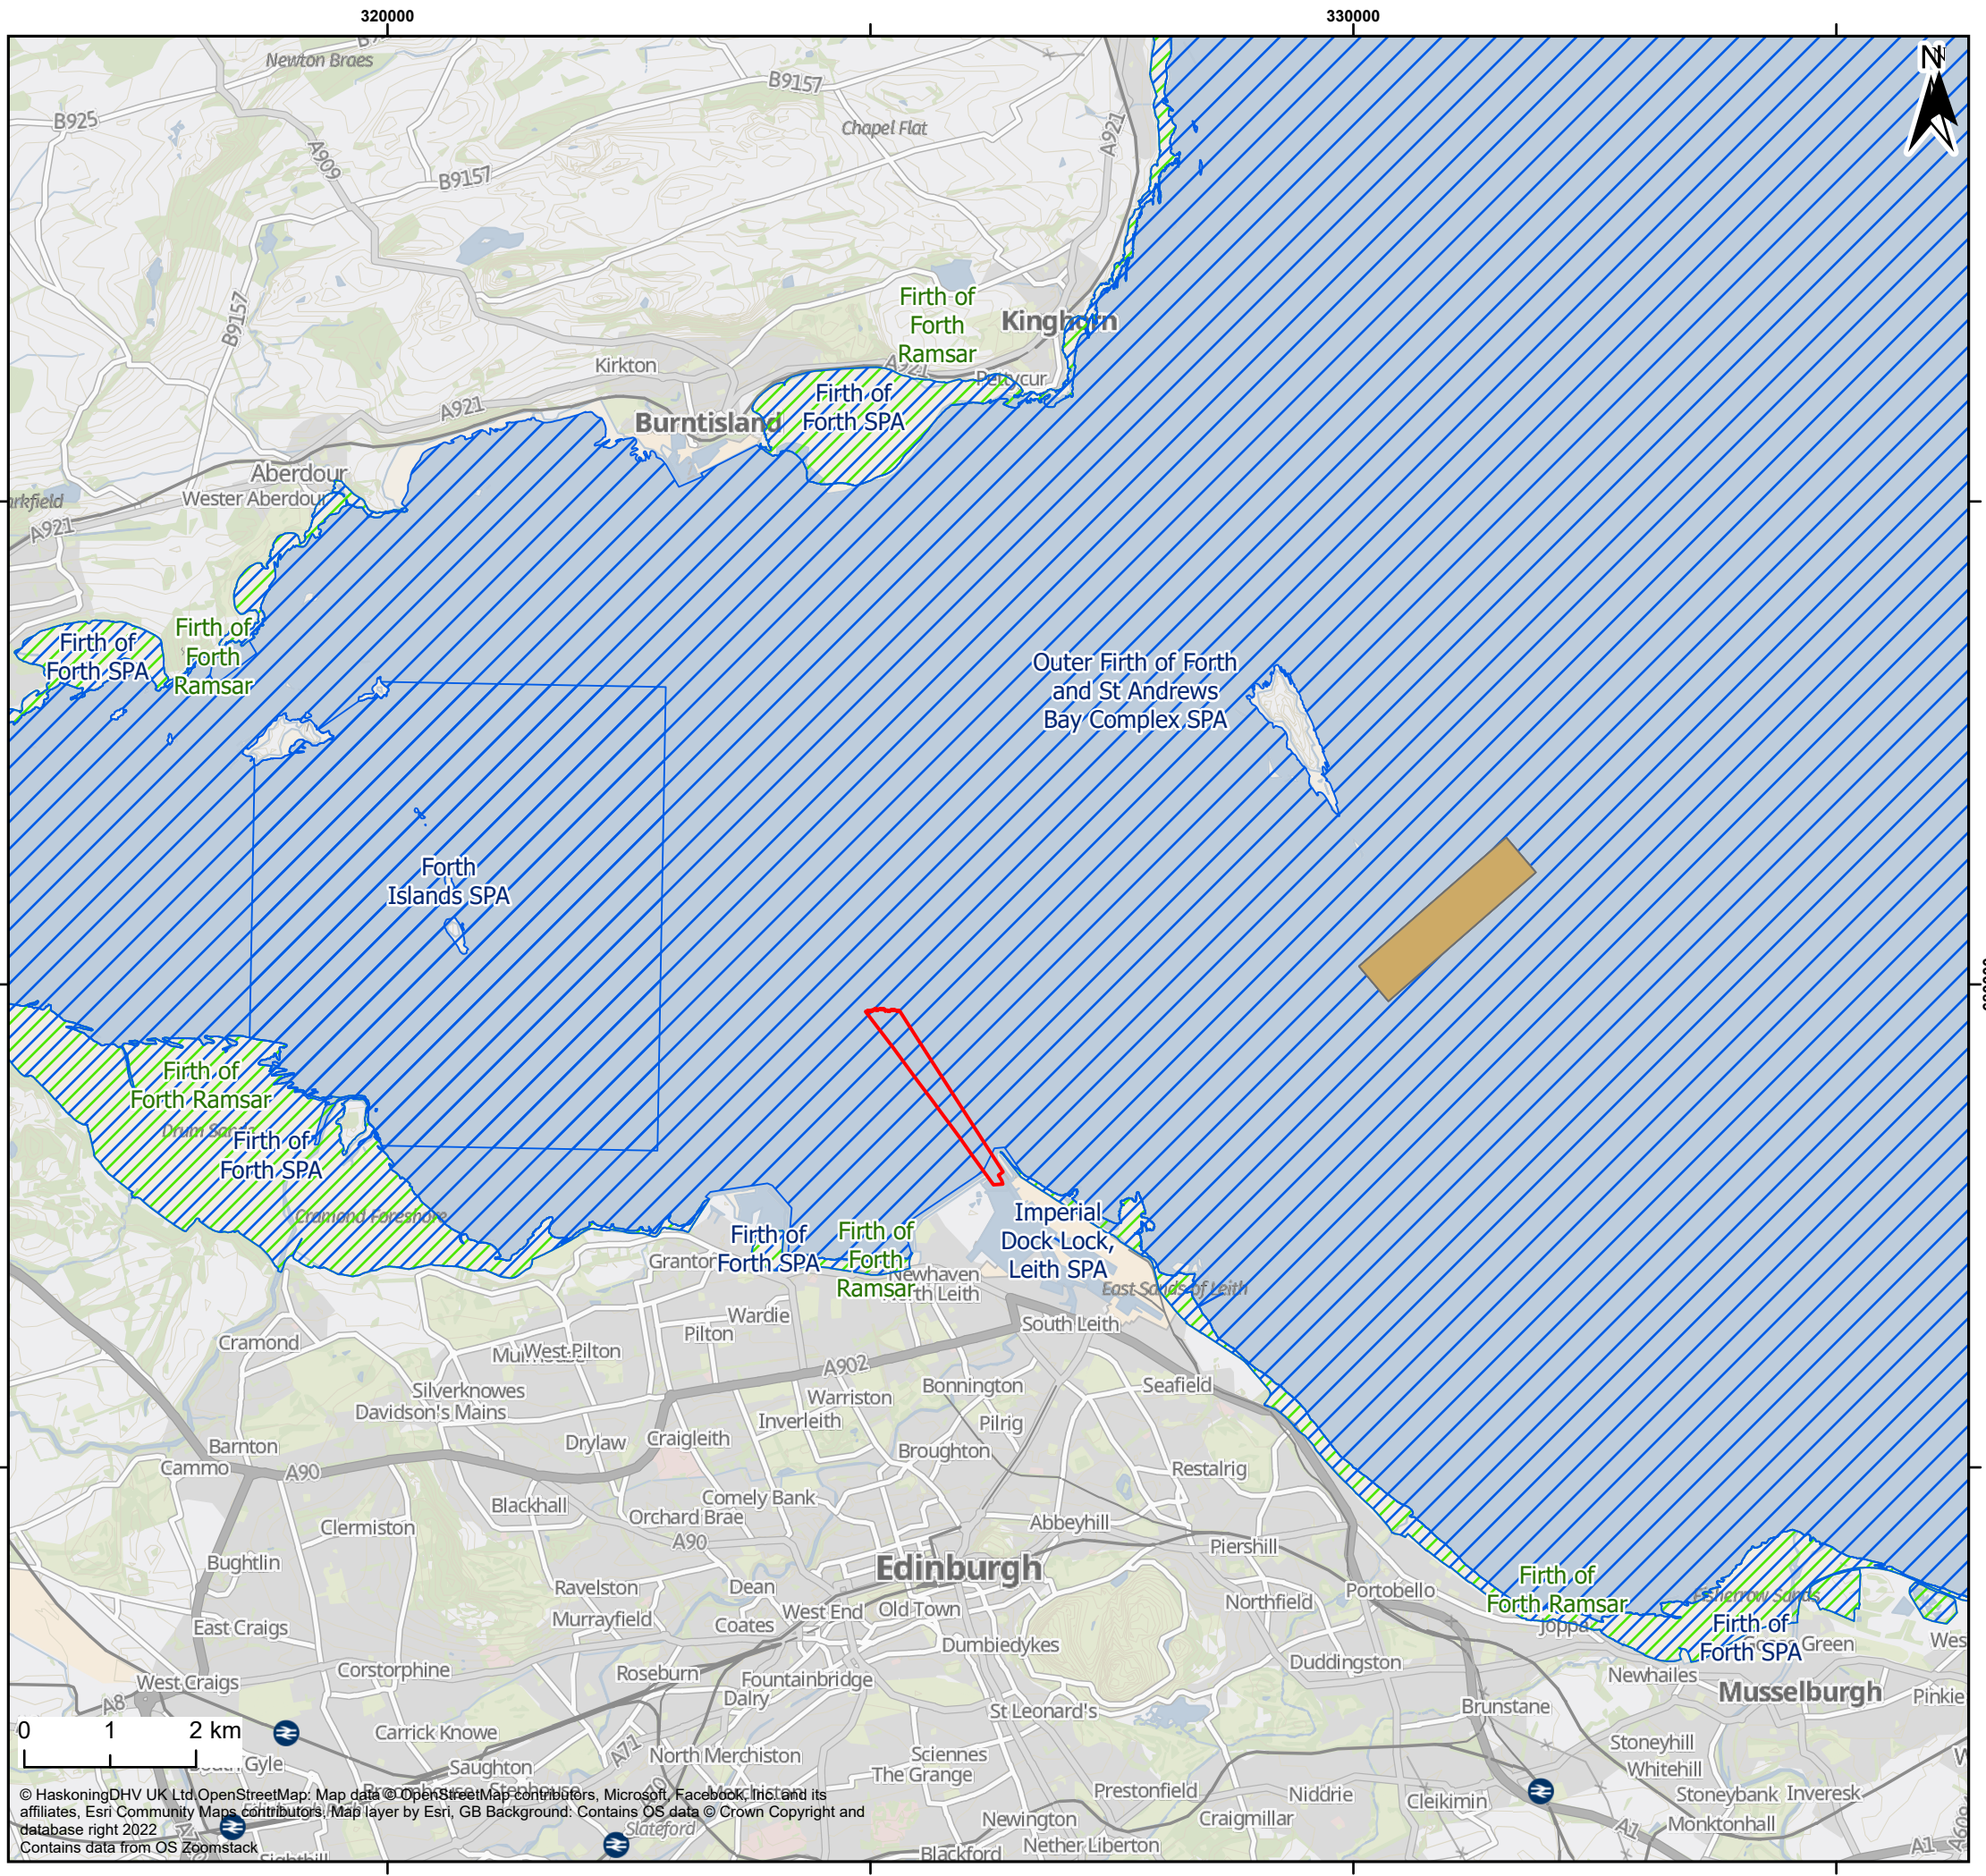 320000
330000
N
Newton Braes
B9157
B925
Chapel Flat
A921
A909
B9157
B9157
Firth of
Forth
Ramsar
Kinghorn
Kirkton
A921
Pettycur
Firth of
Forth SPA
A921
Burntisland
Aberdour
Wester Aberdour
A921
Firth of
Forth
Ramsar
Firth of
Forth SPA
Outer Firth of Forth
and St Andrews
Bay Complex SPA
Forth
Islands SPA
Firth of
Forth Ramsar
Firth of
Forth SPA
Cramond Foreshore
Imperial
Dock Lock,
Leith SPA
Firth of
Forth SPA
Firth of
Forth
Ramsar
Newhaven
East Sands of Leith
South Leith
Wardie
Pilton
Cramond
West Pilton
A902
Silverknowes
Davidson's Mains
Warriston
Inverleith
Bonnington
Seafield
Pilrig
Drylaw
Craigleith
Broughton
Barnton
Cammo
A90
Restalrig
Blackhall
Comely Bank
Orchard Brae
Clermiston
A90
Abbeyhill
Piershill
Bughtlin
Edinburgh
Ravelston
Dean
Murrayfield
West End
Old Town
Coates
Northfield
Portobello
Firth of
Forth Ramsar
Fisherrow Sands
Firth of
Forth SPA
Joppa
Green
East Craigs
Dumbiedykes
Corstorphine
Roseburn
Fountainbridge
Duddingston
Newhailes
Musselburgh
Pinkie
West Craigs
A8
Dalry
St Leonard's
Brunstane
0 1 2 km
Carrick Knowe
Saughton
A71
North Merchiston
Sciennes
The Grange
Stoneyhill
Whitehill
Gyle
Prestonfield
Niddrie
Cleikimin
Stoneybank
Inveresk
Newington
Craigmillar
Monktonhall
A1
A1
Slateford
Blackford
Nether Liberton
© HaskoningDHV UK Ltd,OpenStreetMap: Map data © OpenStreetMap contributors, Microsoft, Facebook, Inc. and its
affiliates, Esri Community Maps contributors, Map layer by Esri, GB Background: Contains OS data © Crown Copyright and
database right 2022
Contains data from OS Zoomstack